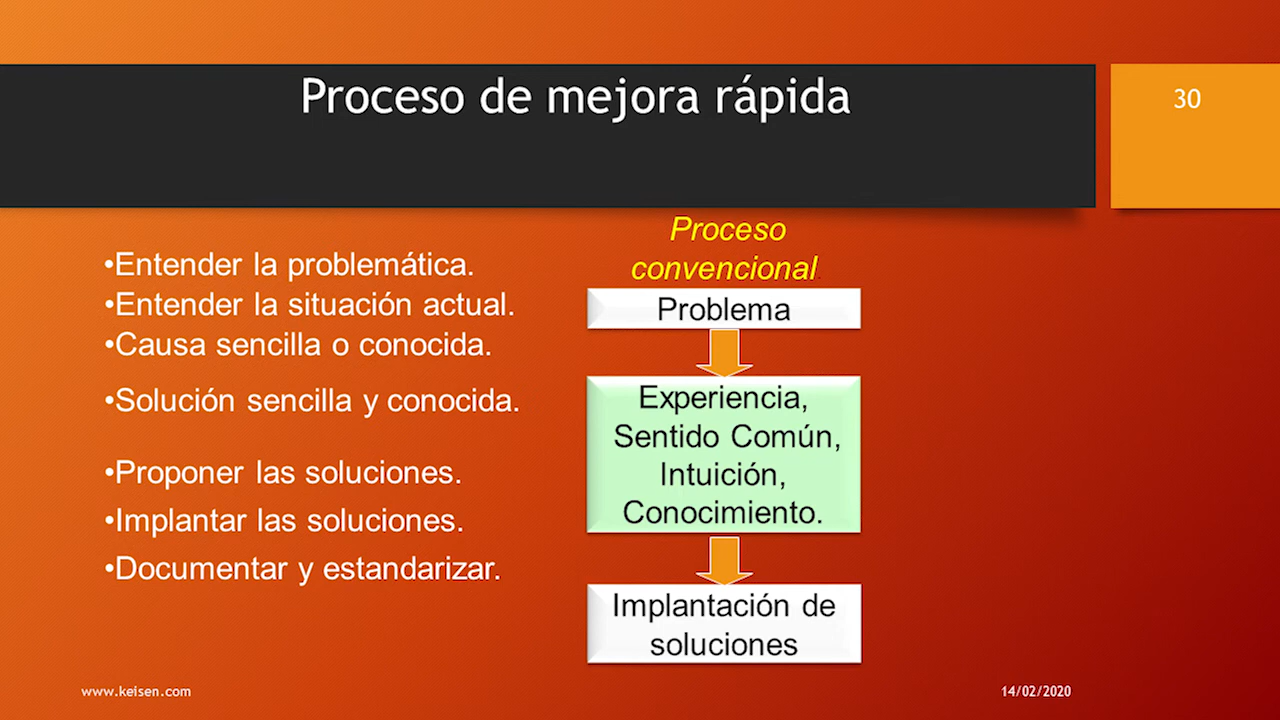 Proceso de mejora rápida
30
•Entender la problemática.
•Entender la situación actual.
•Causa sencilla o conocida.
•Solución sencilla y conocida.
•Proponer las soluciones.
•Implantar las soluciones.
•Documentar y estandarizar.
Proceso
convencional.
Problema
Experiencia,
Sentido Común,
Intuición,
Conocimiento.
Implantación de
soluciones
www.keisen.com
14/02/2020